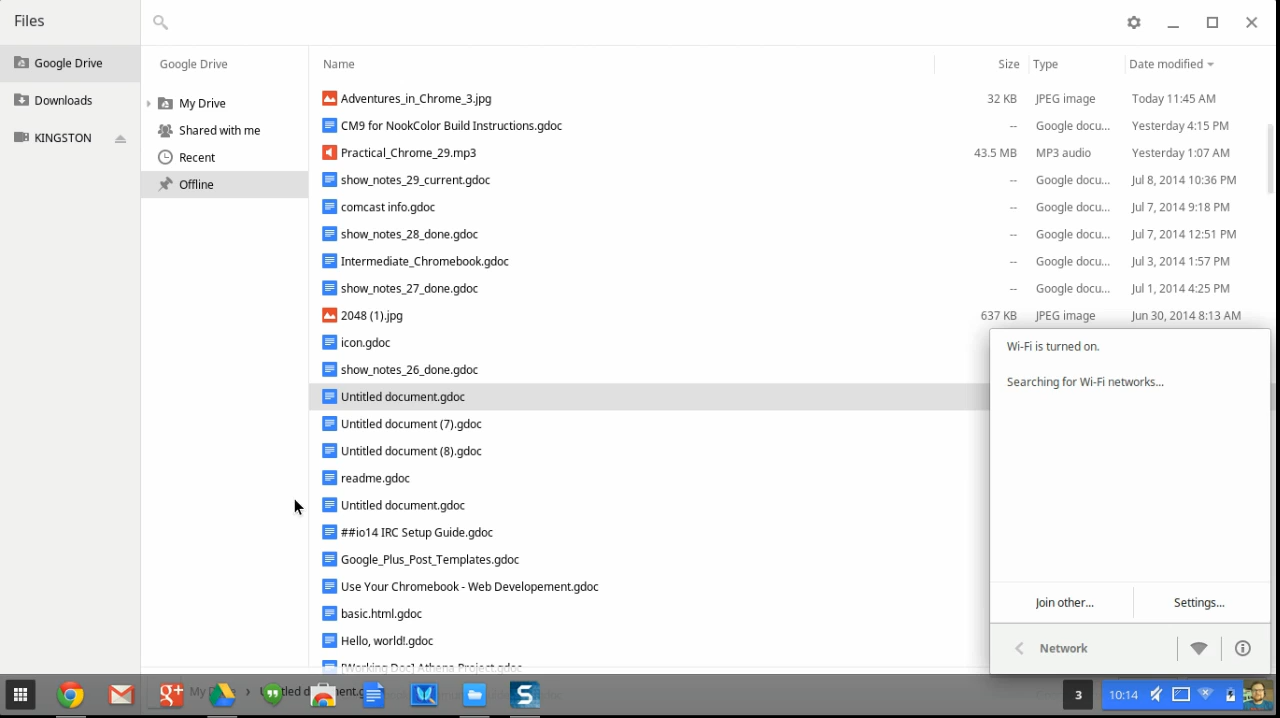 Files
Google Drive
Downloads
KINGSTON
Google Drive
My Drive
Shared with me
Recent
Offline
Name Size Type Date modified
Adventures_in_Chrome_3.jpg 32 KB JPEG image Today 11:45 AM
CM9 for NookColor Build Instructions.gdoc -- Google docu... Yesterday 4:15 PM
Practical_Chrome_29.mp3 43.5 MB MP3 audio Yesterday 1:07 AM
show_notes_29_current.gdoc -- Google docu... Jul 8, 2014 10:36 PM
comcast info.gdoc -- Google docu... Jul 7, 2014 9:18 PM
show_notes_28_done.gdoc -- Google docu... Jul 7, 2014 12:51 PM
Intermediate_Chromebook.gdoc -- Google docu... Jul 3, 2014 1:57 PM
show_notes_27_done.gdoc -- Google docu... Jul 1, 2014 4:25 PM
2048 (1).jpg 637 KB JPEG image Jun 30, 2014 8:13 AM
icon.gdoc
show_notes_26_done.gdoc
Untitled document.gdoc
Untitled document (7).gdoc
Untitled document (8).gdoc
readme.gdoc
Untitled document.gdoc
##io14 IRC Setup Guide.gdoc
Google_Plus_Post_Templates.gdoc
Use Your Chromebook - Web Developement.gdoc
basic.html.gdoc
Hello, world!.gdoc
[Working Doc] Athena Project.gdoc
Wi-Fi is turned on.
Searching for Wi-Fi networks...
Join other... Settings...
Network
My
3
10:14